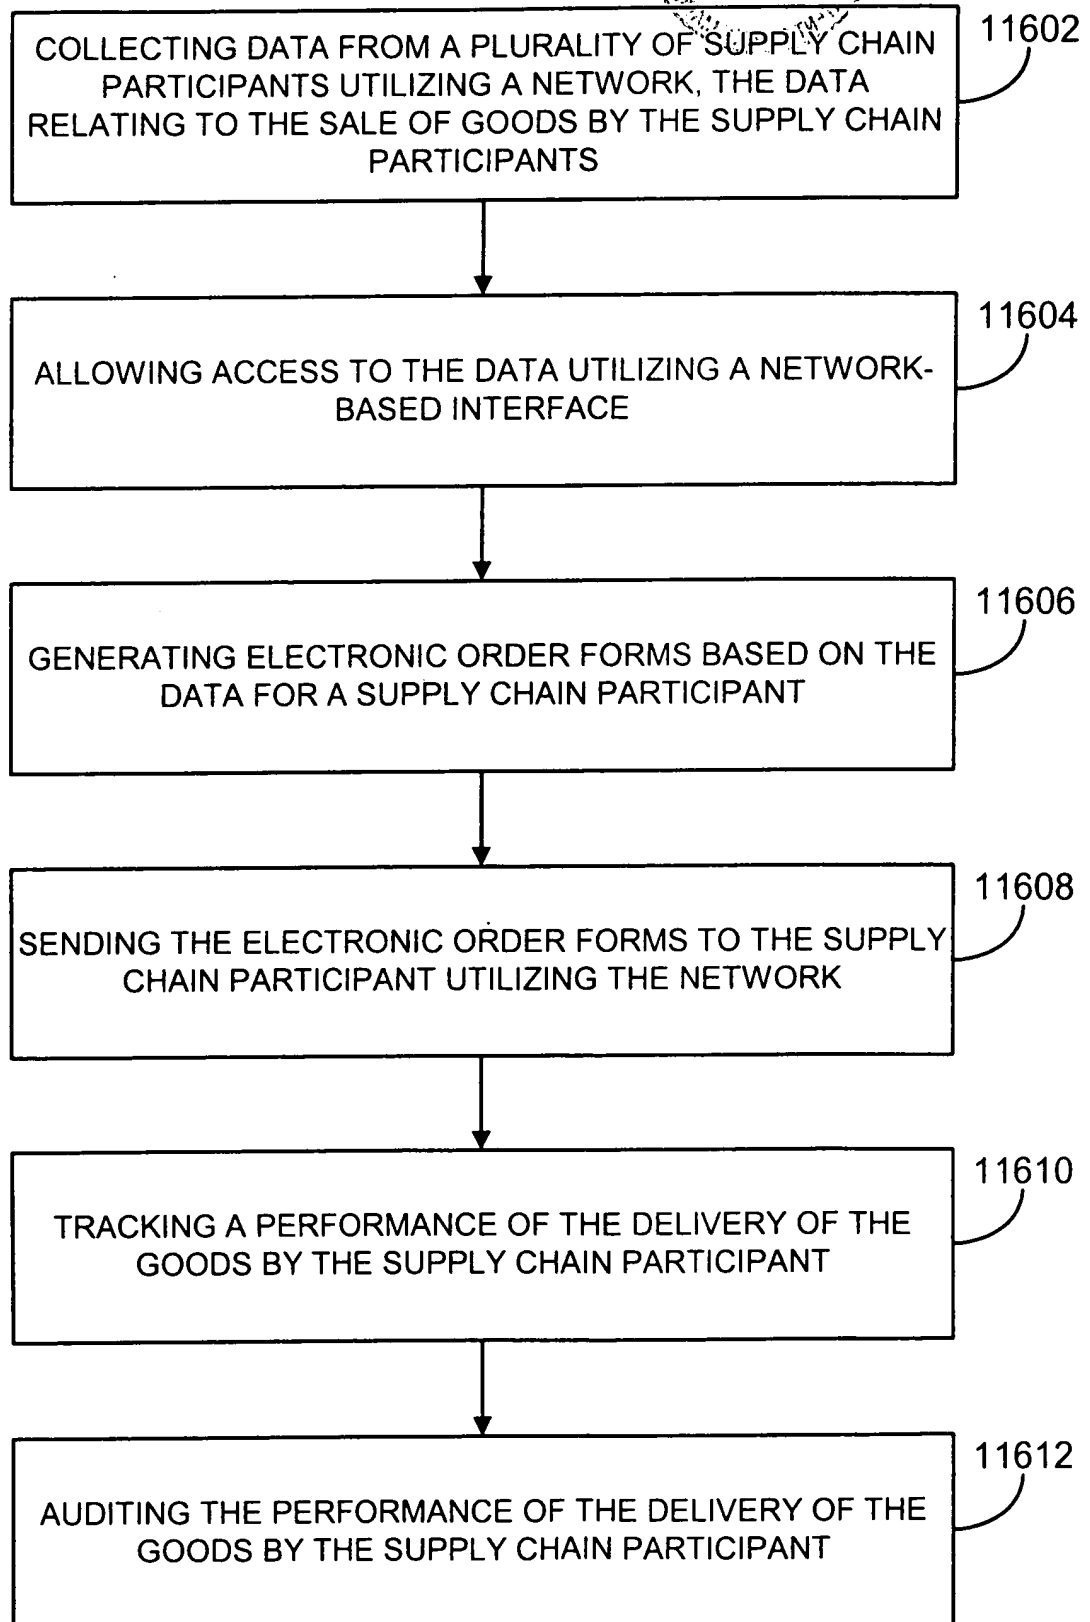 COLLECTING DATA FROM A PLURALITY OF SUPPLY CHAIN
PARTICIPANTS UTILIZING A NETWORK, THE DATA
RELATING TO THE SALE OF GOODS BY THE SUPPLY CHAIN
PARTICIPANTS
11602
ALLOWING ACCESS TO THE DATA UTILIZING A NETWORK-
BASED INTERFACE
11604
GENERATING ELECTRONIC ORDER FORMS BASED ON THE
DATA FOR A SUPPLY CHAIN PARTICIPANT
11606
SENDING THE ELECTRONIC ORDER FORMS TO THE SUPPLY
CHAIN PARTICIPANT UTILIZING THE NETWORK
11608
TRACKING A PERFORMANCE OF THE DELIVERY OF THE
GOODS BY THE SUPPLY CHAIN PARTICIPANT
11610
AUDITING THE PERFORMANCE OF THE DELIVERY OF THE
GOODS BY THE SUPPLY CHAIN PARTICIPANT
11612